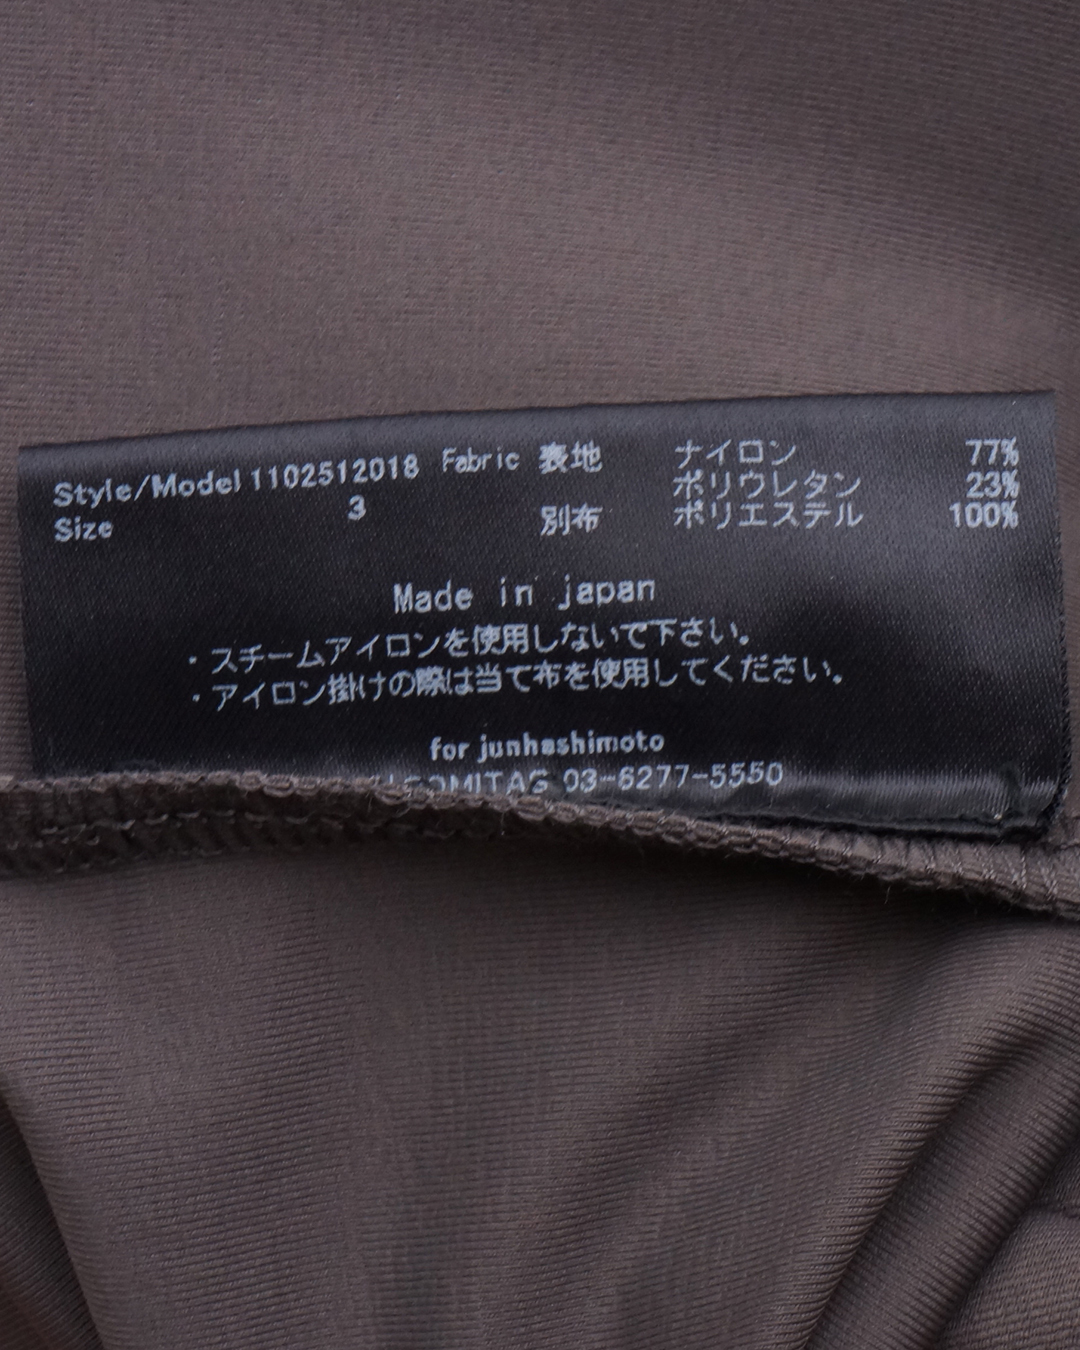 Style/Model 1102512018 Fabric 表地 ナイロン 77%
ポリウレタン 23%
Size 3 別布 ポリエステル 100%
Made in japan
・スチームアイロンを使用しないで下さい。
・アイロン掛けの際は当て布を使用してください。
for junhashimoto
03-6277-5550